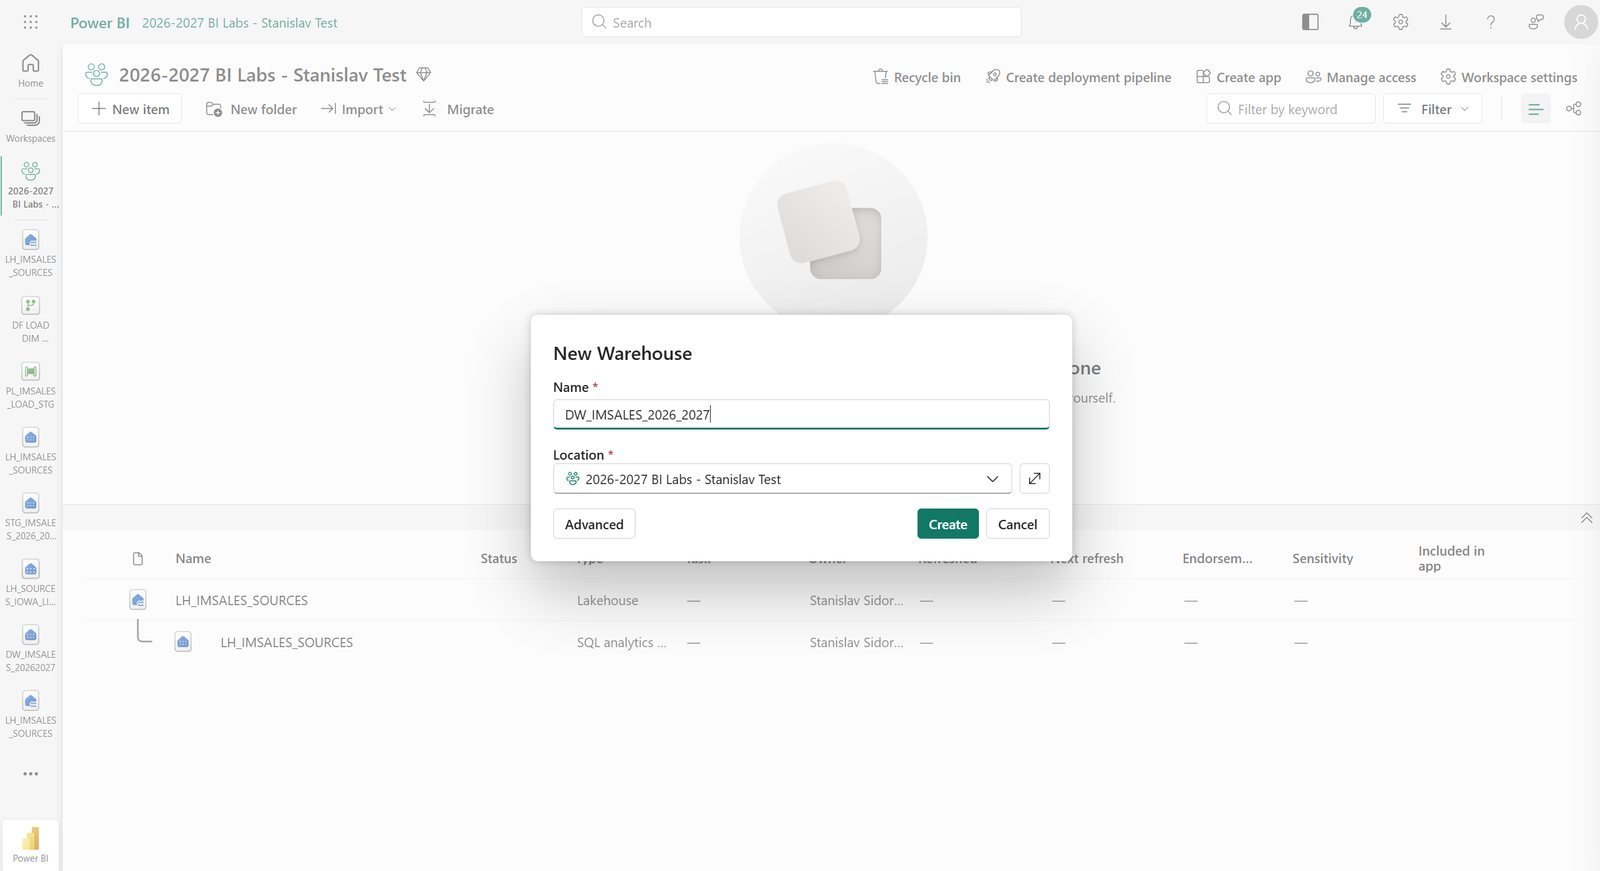 Power BI 2026-2027 BI Labs - Stanislav Test
Search
24
Home
Workspaces
2026-2027
BI Labs - ...
LH_IMSALES
_SOURCES
DF LOAD
DIM ...
PL_IMSALES
_LOAD_STG
LH_IMSALES
_SOURCES
STG_IMSALE
S_2026_20...
LH_SOURCE
S_IOWA_LI...
DW_IMSALE
S_20262027
LH_IMSALES
_SOURCES
Power BI
2026-2027 BI Labs - Stanislav Test
Recycle bin Create deployment pipeline Create app Manage access Workspace settings
New item New folder Import Migrate
Filter by keyword Filter
New Warehouse
Name *
DW_IMSALES_2026_2027
Location *
2026-2027 BI Labs - Stanislav Test
Advanced Create Cancel
Name Status Owner Next refresh Endorsem... Sensitivity Included in
app
LH_IMSALES_SOURCES Lakehouse — Stanislav Sidor... — — — —
LH_IMSALES_SOURCES SQL analytics ... — Stanislav Sidor... — — — —